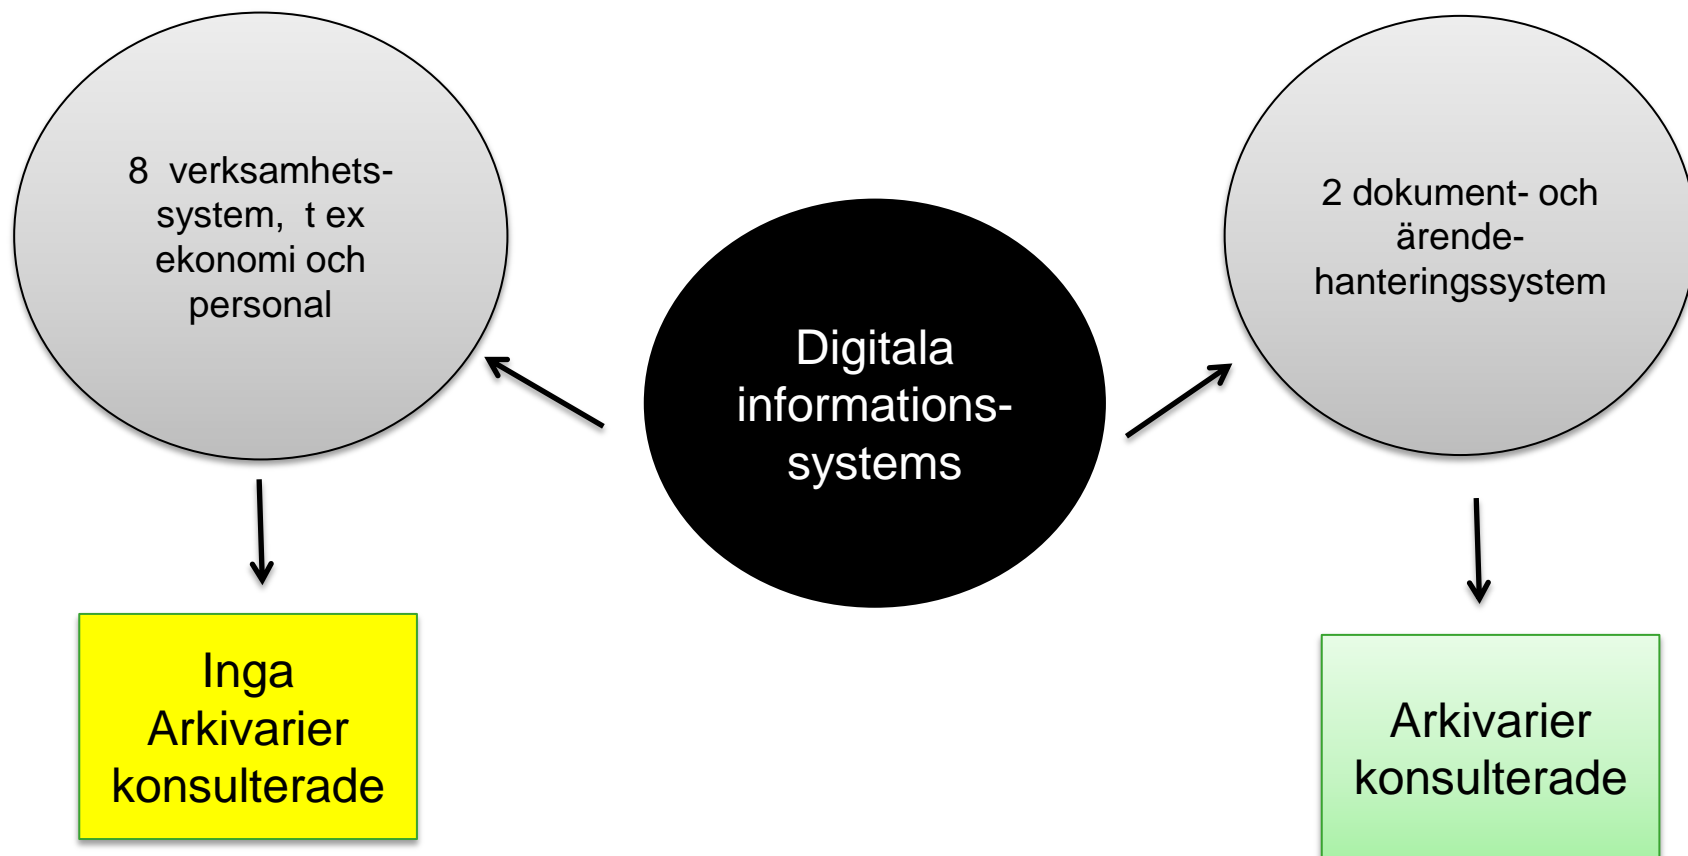 8 verksamhets-
system, t ex
ekonomi och
personal
2 dokument- och
ärende-
hanteringssystem
Digitala
informations-
systems
Inga
Arkivarier
konsulterade
Arkivarier
konsulterade